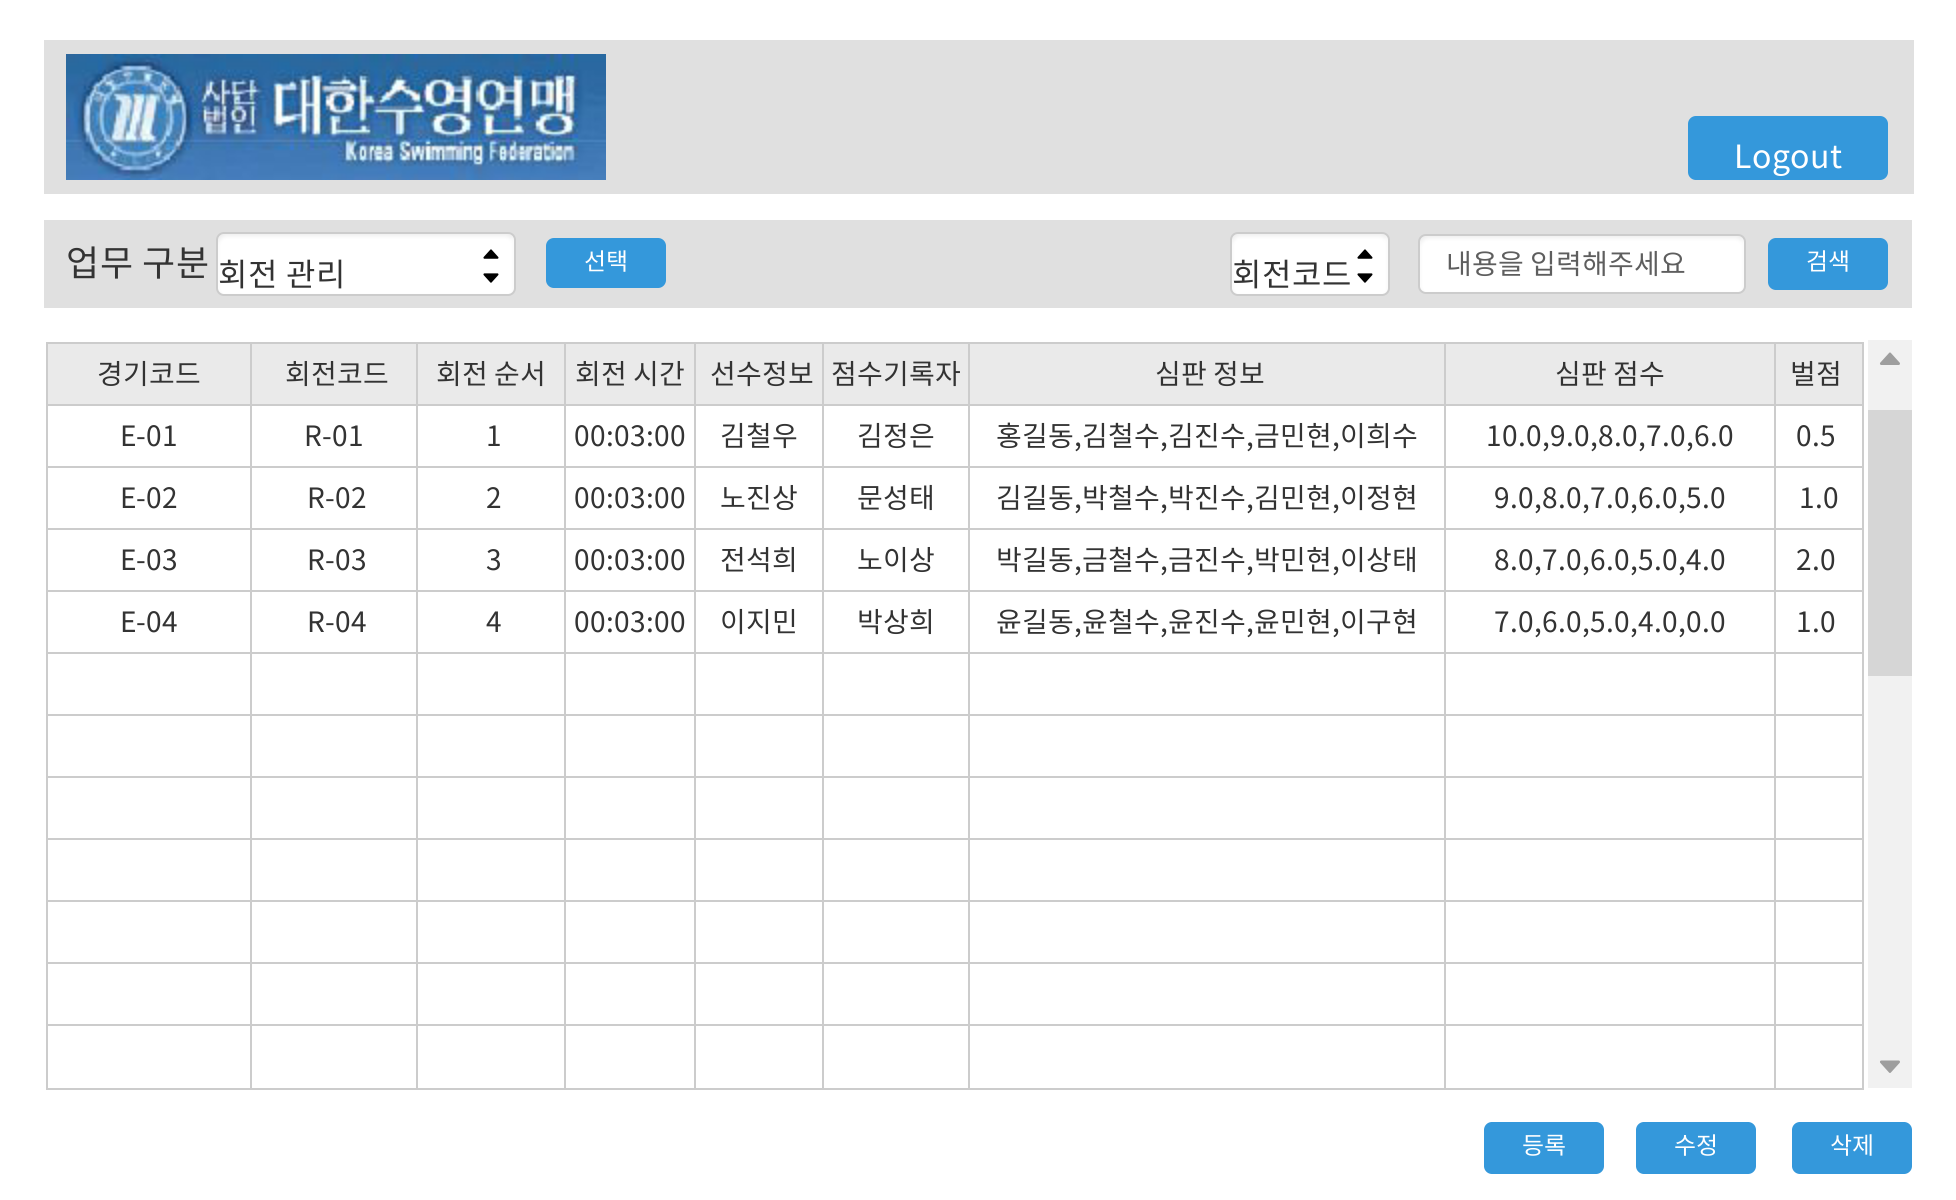 사단법인 대한수영연맹
Korea Swimming Federation
Logout
업무 구분 회전 관리 선택 회전코드 내용을 입력해주세요 검색
경기코드 회전코드 회전 순서 회전 시간 선수정보 점수기록자 심판 정보 심판 점수 벌점
E-01 R-01 1 00:03:00 김철우 김정은 홍길동,김철수,김진수,금민현,이희수 10.0,9.0,8.0,7.0,6.0 0.5
E-02 R-02 2 00:03:00 노진상 문성태 김길동,박철수,박진수,김민현,이정현 9.0,8.0,7.0,6.0,5.0 1.0
E-03 R-03 3 00:03:00 전석희 노이상 박길동,금철수,금진수,박민현,이상태 8.0,7.0,6.0,5.0,4.0 2.0
E-04 R-04 4 00:03:00 이지민 박상희 윤길동,윤철수,윤진수,윤민현,이구현 7.0,6.0,5.0,4.0,0.0 1.0
등록 수정 삭제